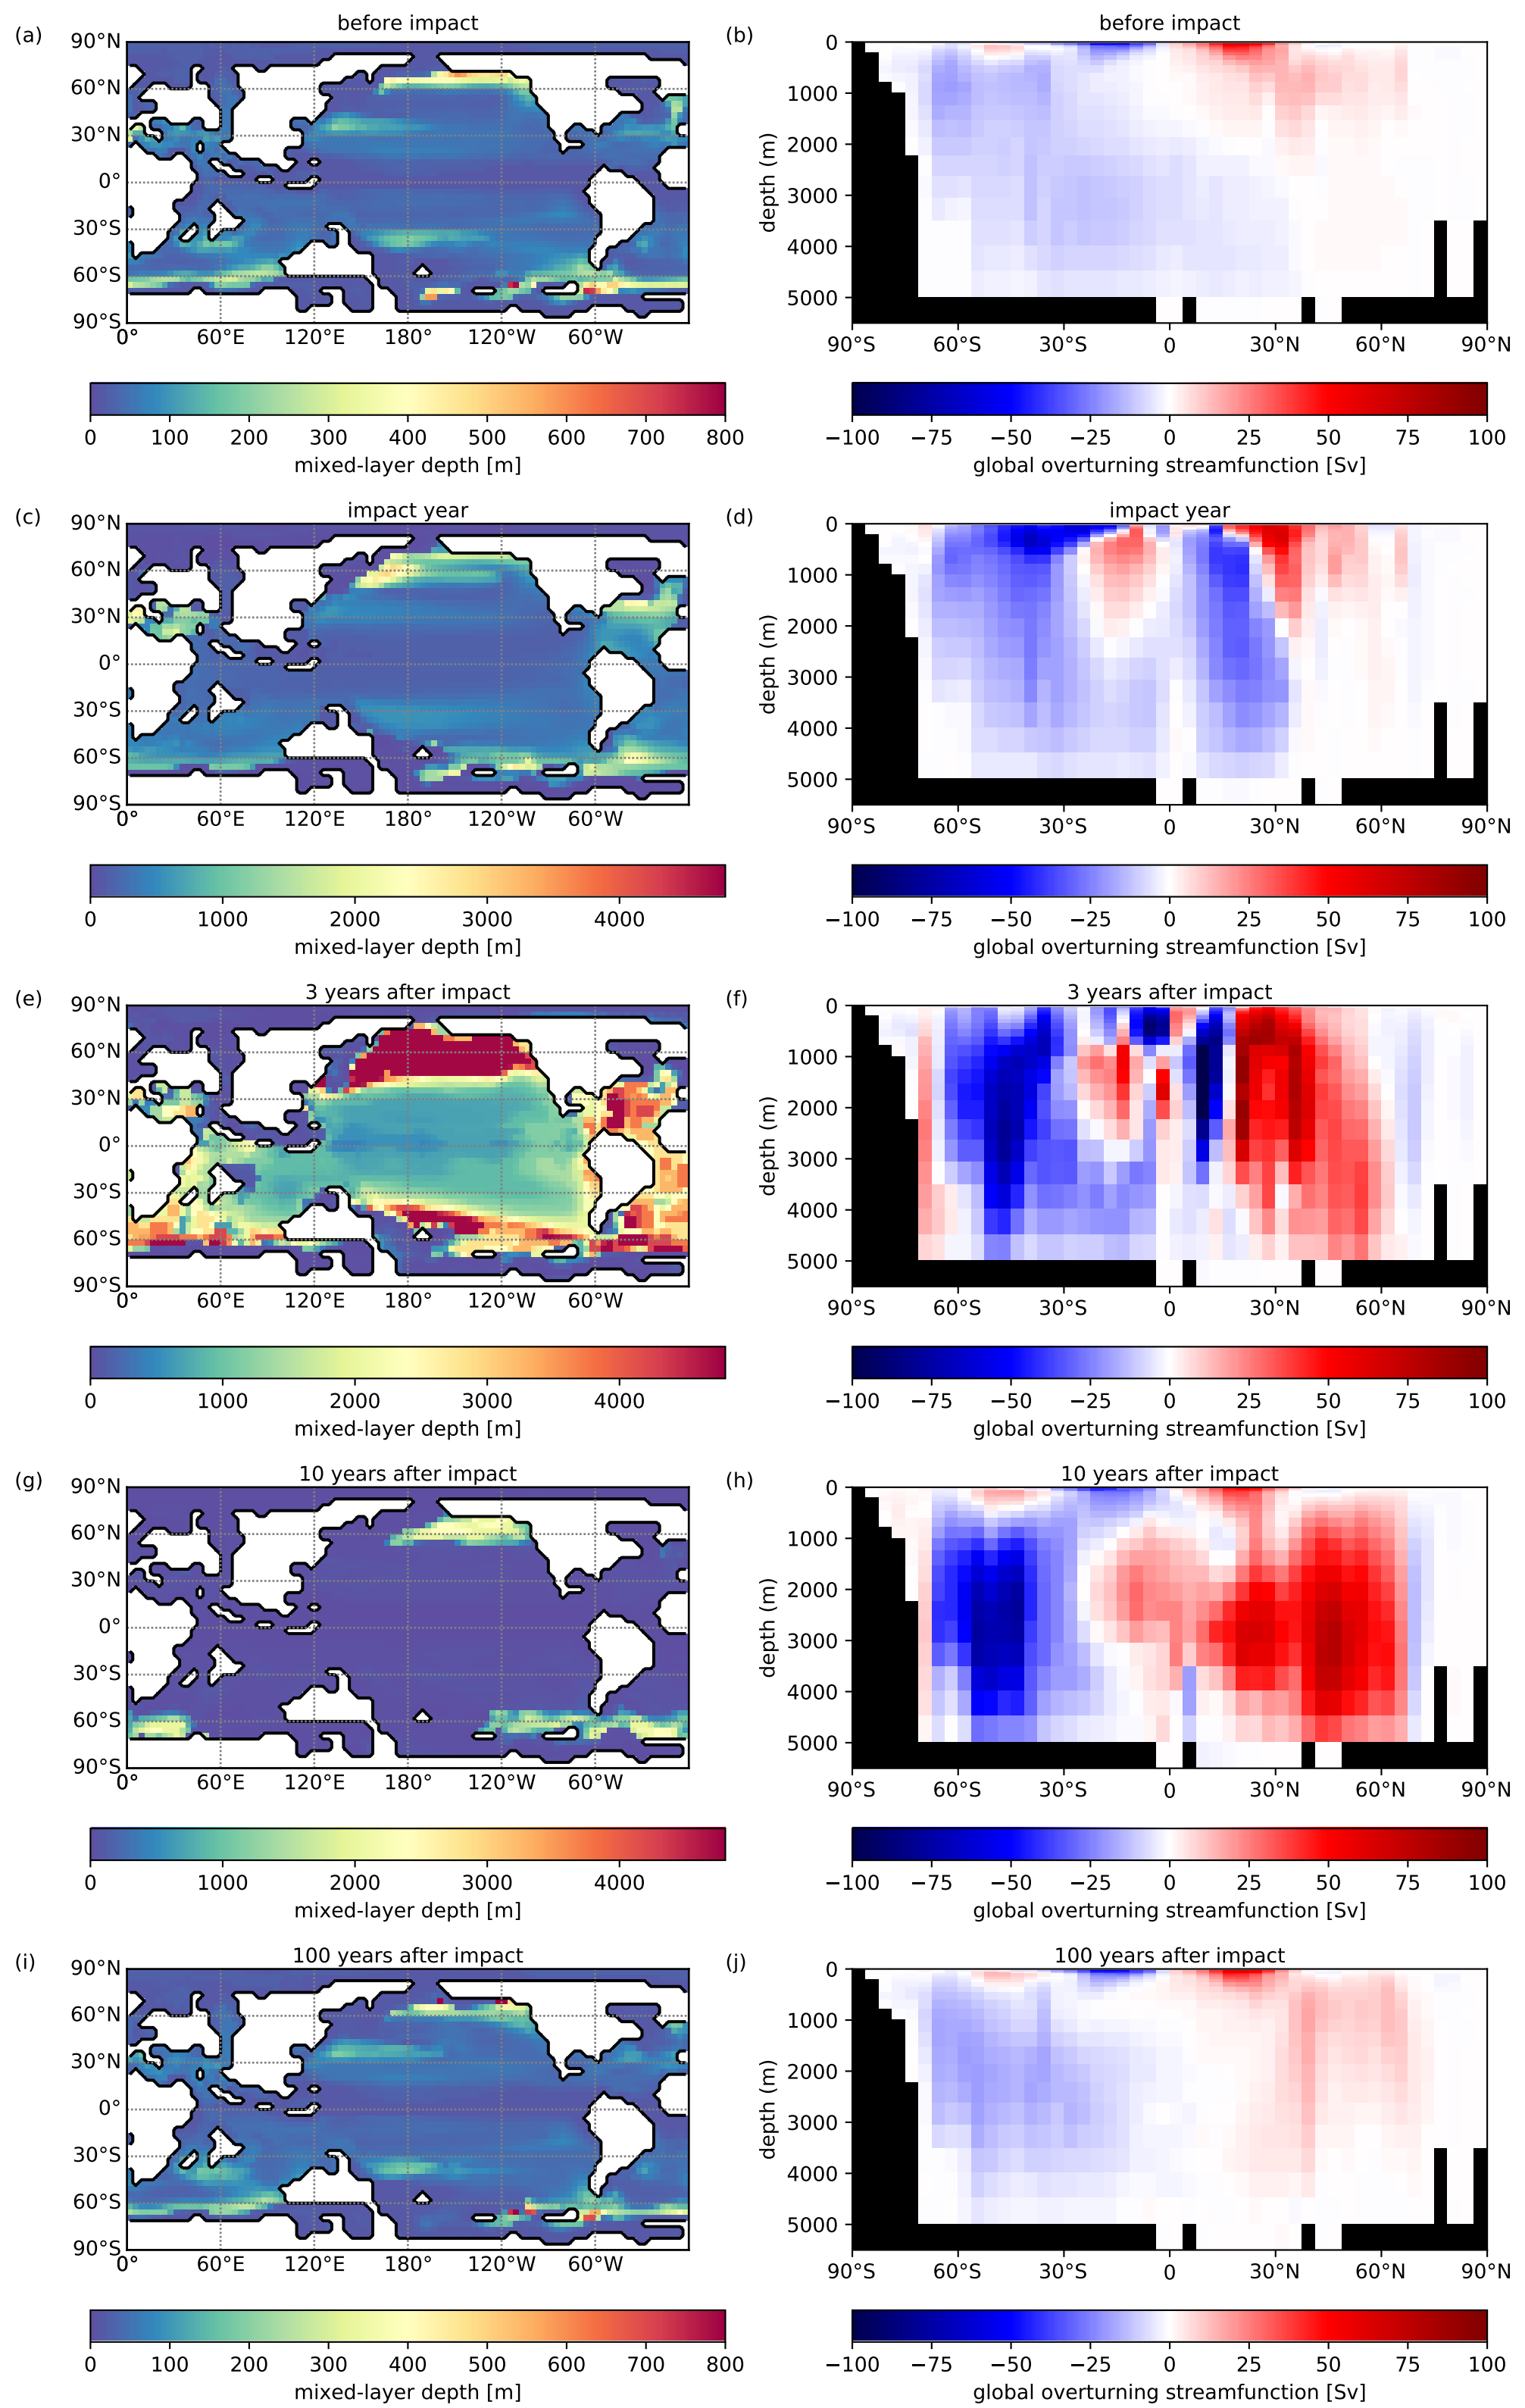 (a) before impact (b) before impact
90°N 0
60°N 1000
30°N 2000
0° depth (m)
30°S 3000
60°S 4000
90°S 5000
0° 60°E 120°E 180° 120°W 60°W 90°S 60°S 30°S 0 30°N 60°N 90°N
0 100 200 300 400 500 600 700 800 −100 −75 −50 −25 0 25 50 75 100
mixed-layer depth [m] global overturning streamfunction [Sv]
(c) impact year (d) impact year
90°N 0
60°N 1000
30°N 2000
0° depth (m)
30°S 3000
60°S 4000
90°S 5000
0° 60°E 120°E 180° 120°W 60°W 90°S 60°S 30°S 0 30°N 60°N 90°N
0 1000 2000 3000 4000 −100 −75 −50 −25 0 25 50 75 100
mixed-layer depth [m] global overturning streamfunction [Sv]
(e) 3 years after impact (f) 3 years after impact
90°N 0
60°N 1000
30°N 2000
0° depth (m)
30°S 3000
60°S 4000
90°S 5000
0° 60°E 120°E 180° 120°W 60°W 90°S 60°S 30°S 0 30°N 60°N 90°N
0 1000 2000 3000 4000 −100 −75 −50 −25 0 25 50 75 100
mixed-layer depth [m] global overturning streamfunction [Sv]
(g) 10 years after impact (h) 10 years after impact
90°N 0
60°N 1000
30°N 2000
0° depth (m)
30°S 3000
60°S 4000
90°S 5000
0° 60°E 120°E 180° 120°W 60°W 90°S 60°S 30°S 0 30°N 60°N 90°N
0 1000 2000 3000 4000 −100 −75 −50 −25 0 25 50 75 100
mixed-layer depth [m] global overturning streamfunction [Sv]
(i) 100 years after impact (j) 100 years after impact
90°N 0
60°N 1000
30°N 2000
0° depth (m)
30°S 3000
60°S 4000
90°S 5000
0° 60°E 120°E 180° 120°W 60°W 90°S 60°S 30°S 0 30°N 60°N 90°N
0 100 200 300 400 500 600 700 800 −100 −75 −50 −25 0 25 50 75 100
mixed-layer depth [m] global overturning streamfunction [Sv]